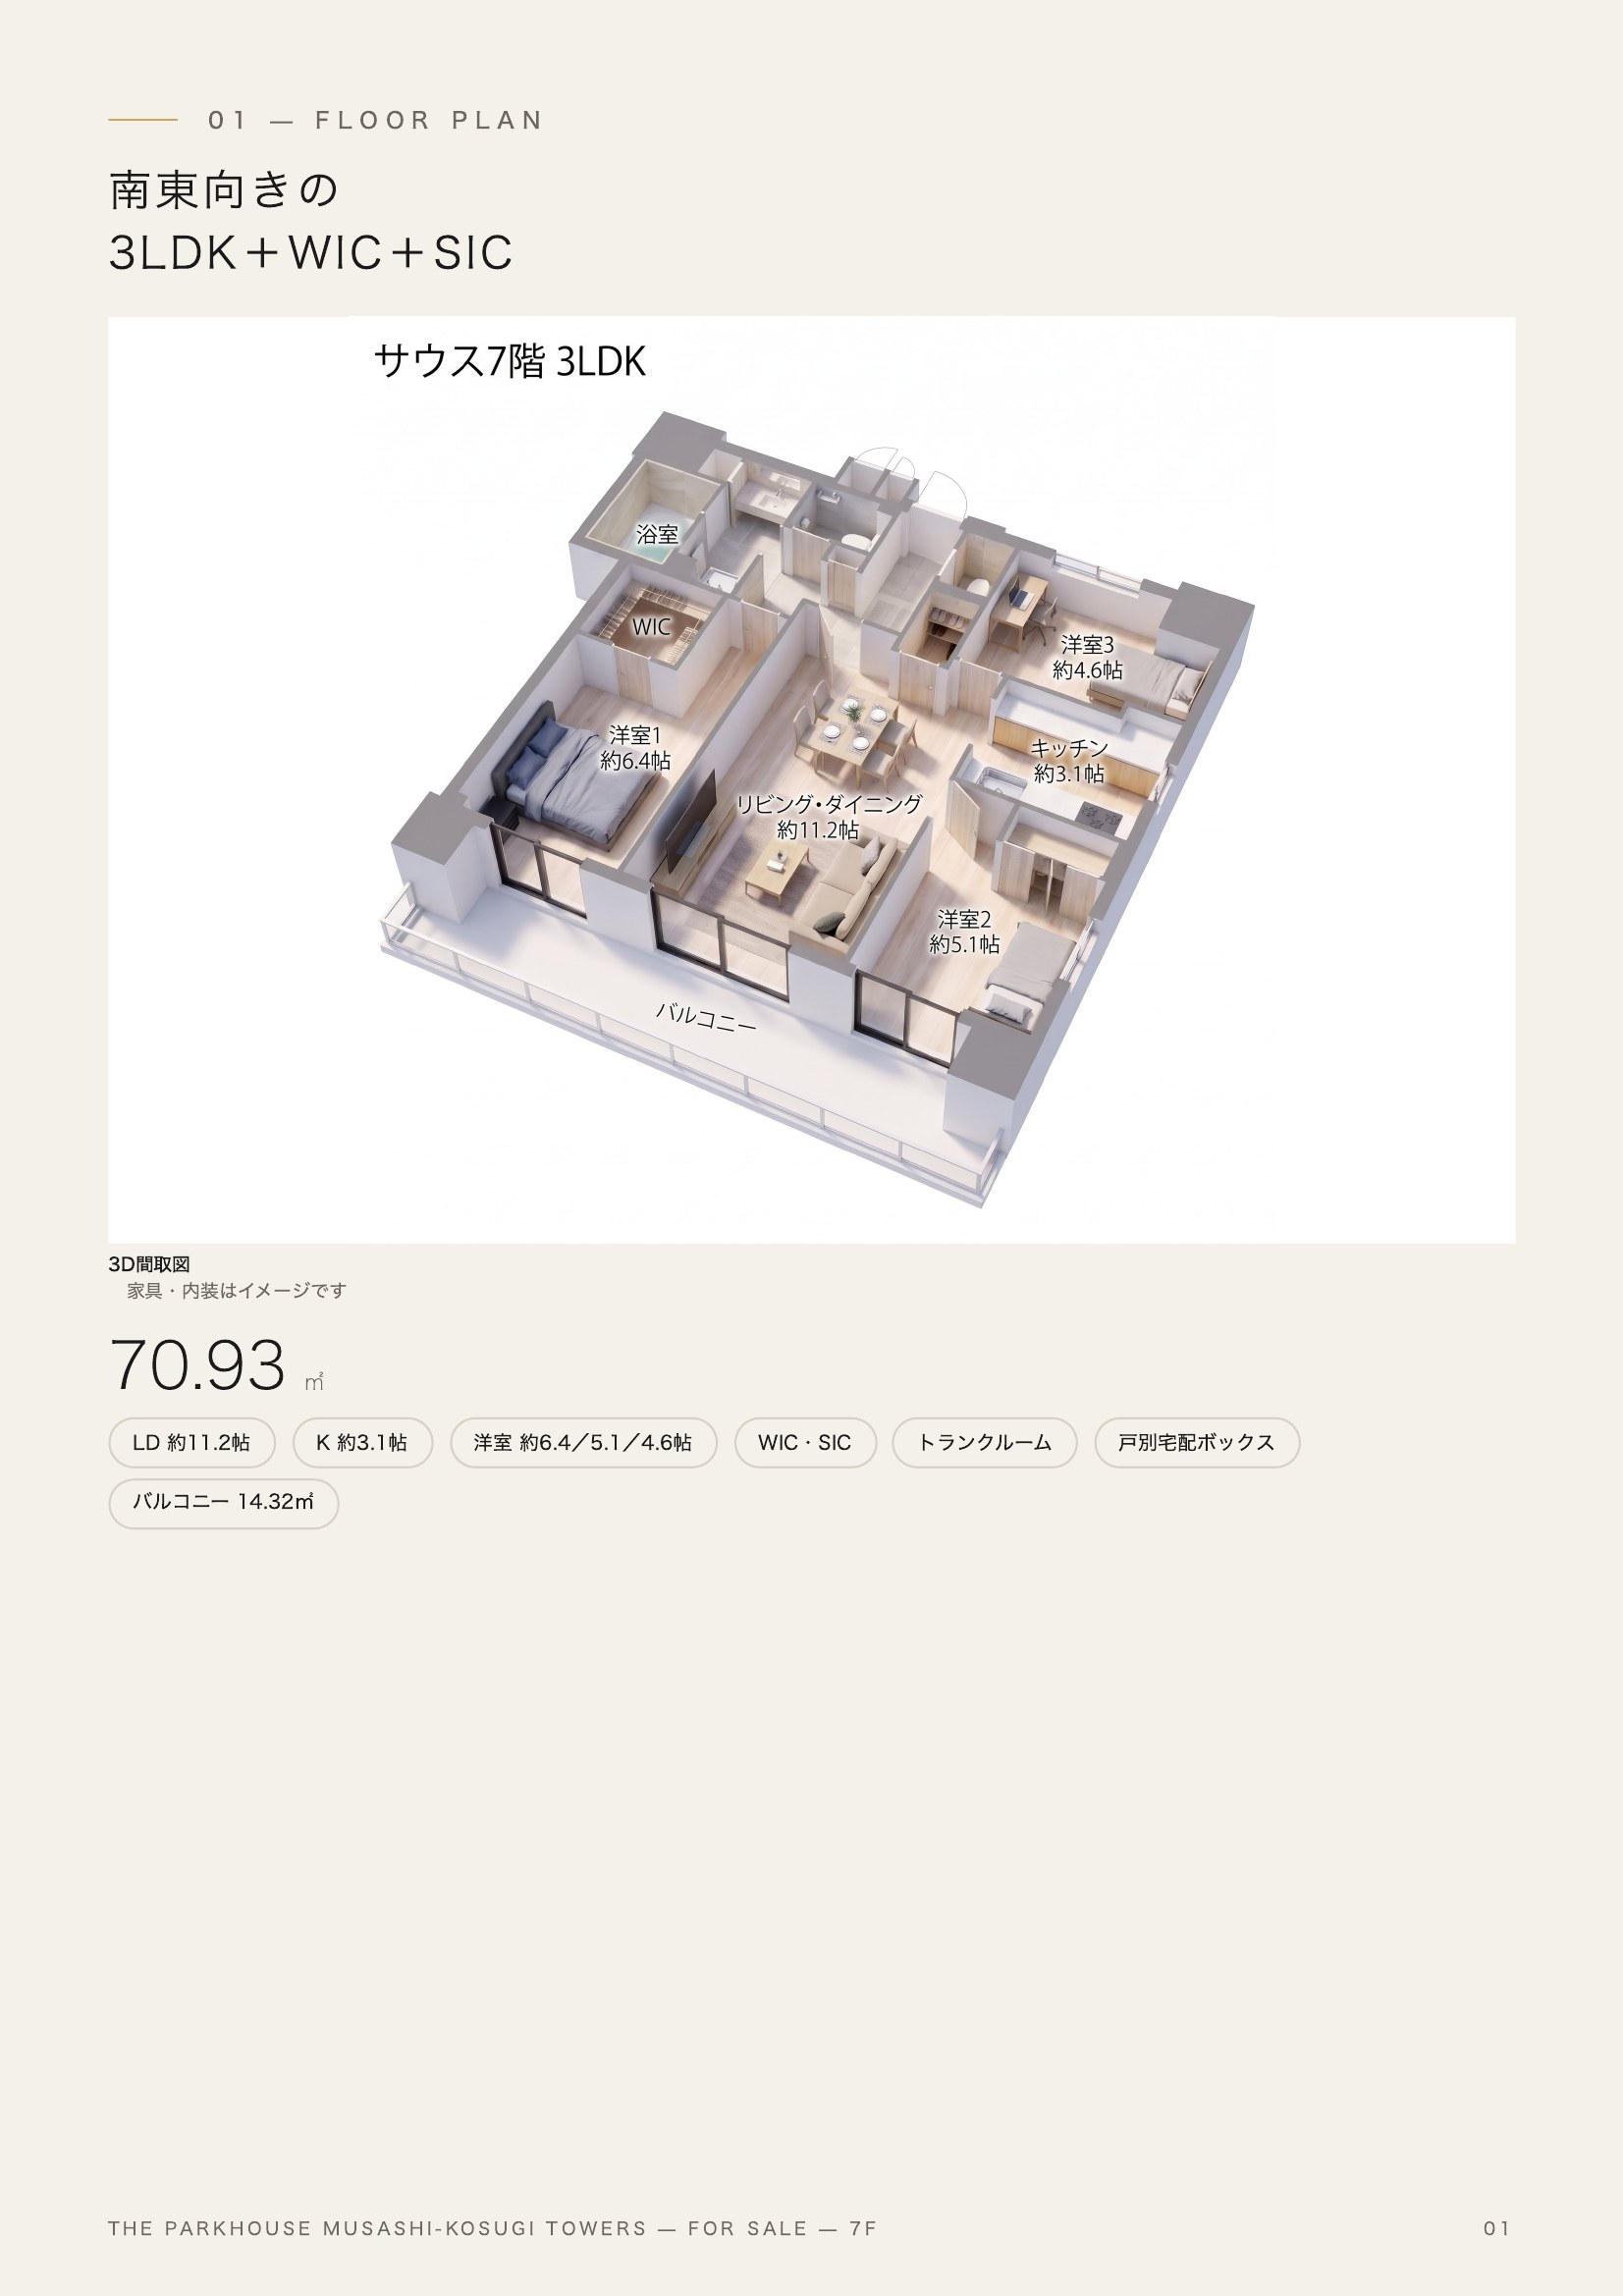 01 — FLOOR PLAN
南東向きの
3LDK＋WIC＋SIC
サウス7階 3LDK
浴室
WIC
洋室3
約4.6帖
洋室1
約6.4帖
キッチン
約3.1帖
リビング・ダイニング
約11.2帖
洋室2
約5.1帖
バルコニー
3D間取図
家具・内装はイメージです
70.93 ㎡
LD 約11.2帖
K 約3.1帖
洋室 約6.4／5.1／4.6帖
WIC・SIC
トランクルーム
戸別宅配ボックス
バルコニー 14.32㎡
THE PARKHOUSE MUSASHI-KOSUGI TOWERS — FOR SALE — 7F
01